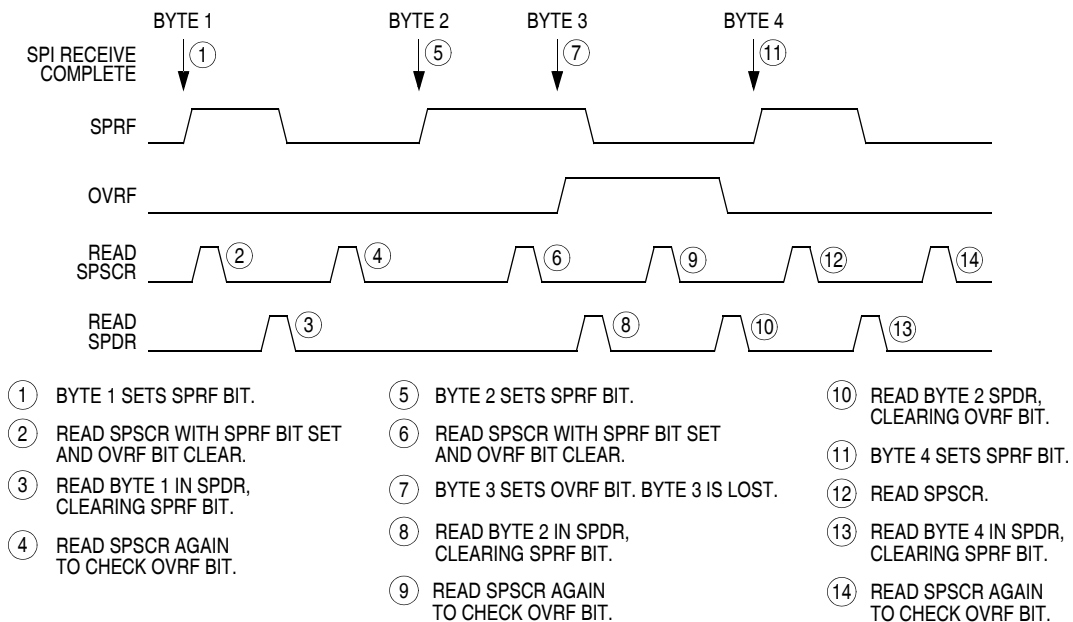 BYTE 1 BYTE 2 BYTE 3 BYTE 4
SPI RECEIVE
COMPLETE
1 5 7 11
SPRF
OVRF
READ
SPSCR
2 4 6 9 12 14
READ
SPDR
3 8 10 13
1 BYTE 1 SETS SPRF BIT.
2 READ SPSCR WITH SPRF BIT SET
AND OVRF BIT CLEAR.
3 READ BYTE 1 IN SPDR,
CLEARING SPRF BIT.
4 READ SPSCR AGAIN
TO CHECK OVRF BIT.
5 BYTE 2 SETS SPRF BIT.
6 READ SPSCR WITH SPRF BIT SET
AND OVRF BIT CLEAR.
7 BYTE 3 SETS OVRF BIT. BYTE 3 IS LOST.
8 READ BYTE 2 IN SPDR,
CLEARING SPRF BIT.
9 READ SPSCR AGAIN
TO CHECK OVRF BIT.
10 READ BYTE 2 SPDR,
CLEARING OVRF BIT.
11 BYTE 4 SETS SPRF BIT.
12 READ SPSCR.
13 READ BYTE 4 IN SPDR,
CLEARING SPRF BIT.
14 READ SPSCR AGAIN
TO CHECK OVRF BIT.